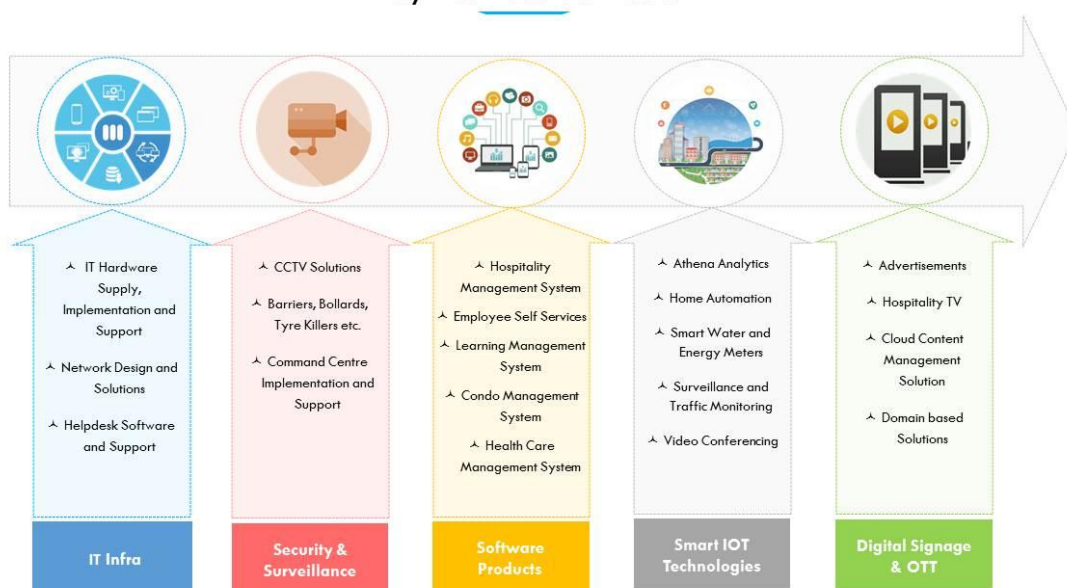 IT Hardware
Supply,
Implementation and
Support
Network Design and
Solutions
Helpdesk Software
and Support
IT Infra
CCTV Solutions
Barriers, Bollards,
Tyre Killers etc.
Command Centre
Implementation and
Support
Security &
Surveillance
Hospitality
Management System
Employee Self Services
Learning Management
System
Condo Management
System
Health Care
Management System
Software
Products
Athena Analytics
Home Automation
Smart Water and
Energy Meters
Surveillance and
Traffic Monitoring
Video Conferencing
Smart IOT
Technologies
Advertisements
Hospitality TV
Cloud Content
Management
Solution
Domain based
Solutions
Digital Signage
& OTT